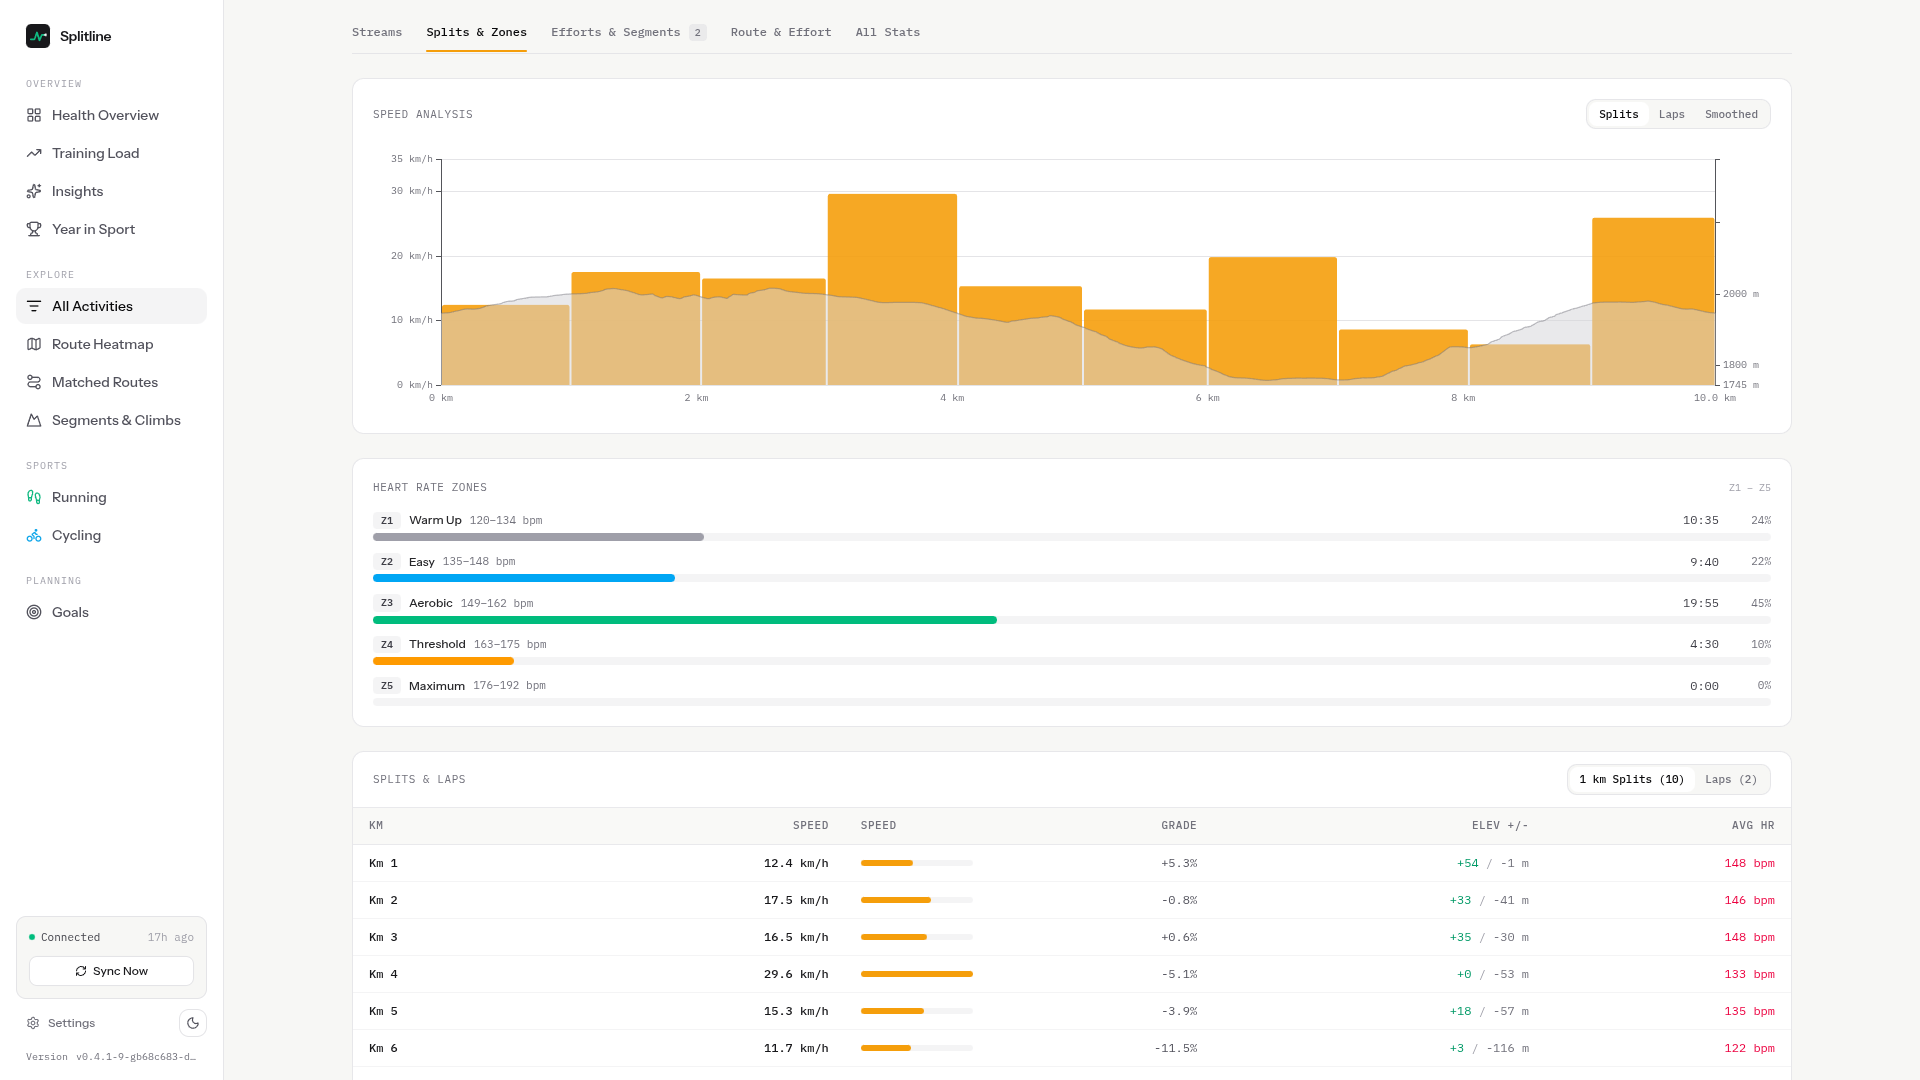 Splitline
OVERVIEW
Health Overview
Training Load
Insights
Year in Sport
EXPLORE
All Activities
Route Heatmap
Matched Routes
Segments & Climbs
SPORTS
Running
Cycling
PLANNING
Goals
Connected 17h ago
Sync Now
Settings
Version v0.4.1-9-gb68c683-d…
Streams Splits & Zones Efforts & Segments 2 Route & Effort All Stats
SPEED ANALYSIS Splits Laps Smoothed
35 km/h
30 km/h
20 km/h
10 km/h
0 km/h
2000 m
1800 m
1745 m
0 km 2 km 4 km 6 km 8 km 10.0 km
HEART RATE ZONES Z1 – Z5
Z1 Warm Up 120–134 bpm 10:35 24%
Z2 Easy 135–148 bpm 9:40 22%
Z3 Aerobic 149–162 bpm 19:55 45%
Z4 Threshold 163–175 bpm 4:30 10%
Z5 Maximum 176–192 bpm 0:00 0%
SPLITS & LAPS 1 km Splits (10) Laps (2)
KM SPEED SPEED GRADE ELEV +/- AVG HR
Km 1 12.4 km/h +5.3% +54 / -1 m 148 bpm
Km 2 17.5 km/h -0.8% +33 / -41 m 146 bpm
Km 3 16.5 km/h +0.6% +35 / -30 m 148 bpm
Km 4 29.6 km/h -5.1% +0 / -53 m 133 bpm
Km 5 15.3 km/h -3.9% +18 / -57 m 135 bpm
Km 6 11.7 km/h -11.5% +3 / -116 m 122 bpm